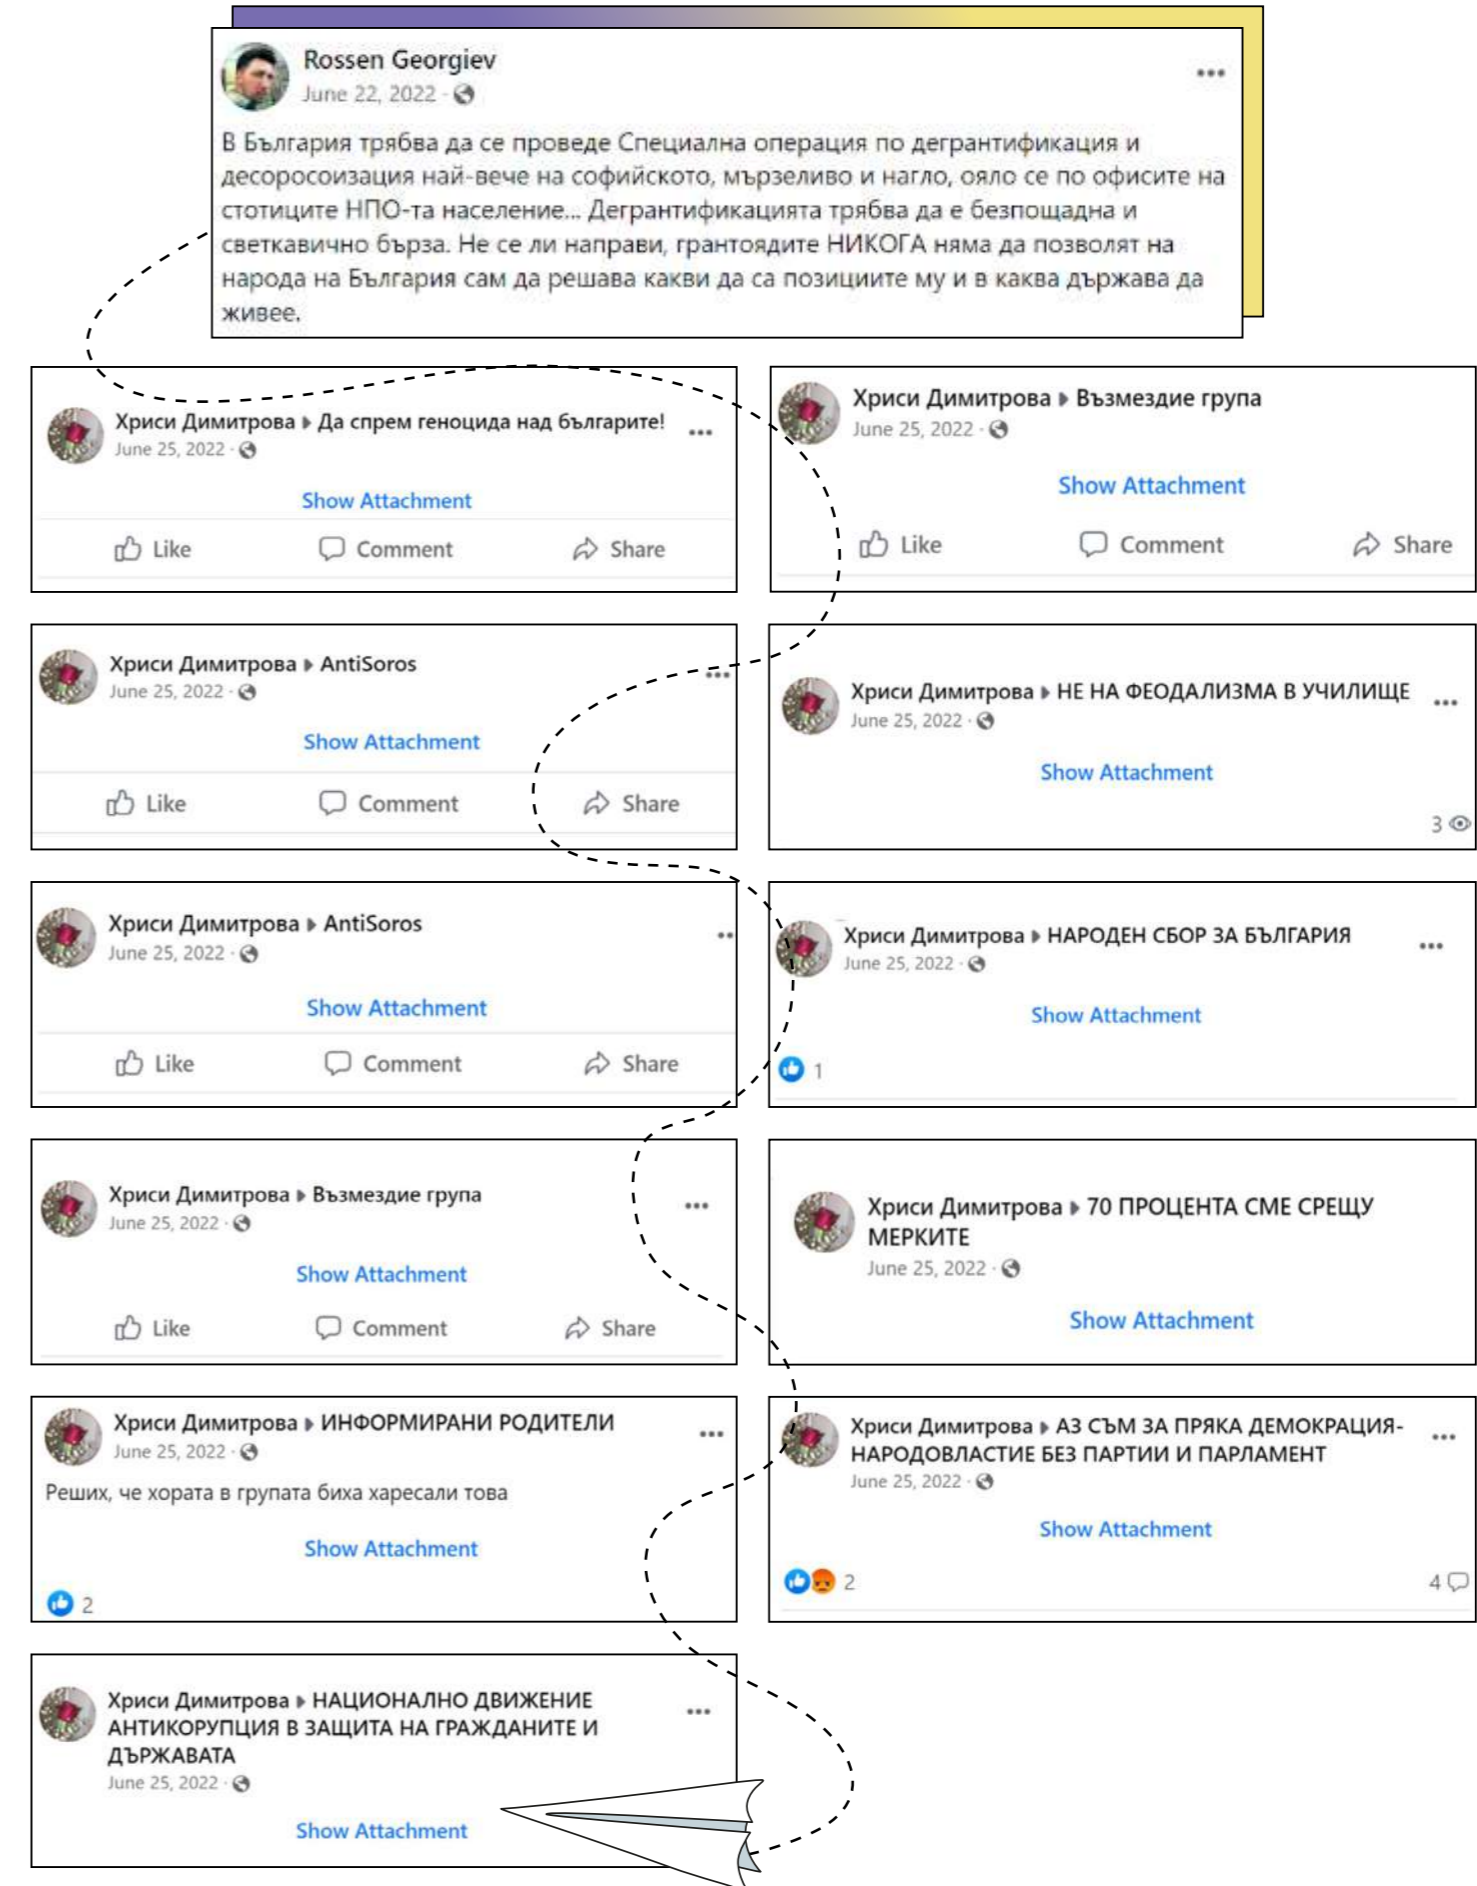 Rossen Georgiev
June 22, 2022 ·
В България трябва да се проведе Специална операция по дегрантификация и
десоросоизация най-вече на софийското, мързеливо и нагло, ояло се по офисите на
стотиците НПО-та население... Дегрантификацията трябва да е безпощадна и
светкавично бърза. Не се ли направи, грантоядите НИКОГА няма да позволят на
народа на България сам да решава какви да са позициите му и в каква държава да
живее.
Хриси Димитрова ▸ Да спрем геноцида над българите!
June 25, 2022 ·
Show Attachment
Like Comment Share
Хриси Димитрова ▸ Възмездие група
June 25, 2022 ·
Show Attachment
Like Comment Share
Хриси Димитрова ▸ AntiSoros
June 25, 2022 ·
Show Attachment
Like Comment Share
Хриси Димитрова ▸ НЕ НА ФЕОДАЛИЗМА В УЧИЛИЩЕ
June 25, 2022 ·
Show Attachment
3
Хриси Димитрова ▸ AntiSoros
June 25, 2022 ·
Show Attachment
Like Comment Share
Хриси Димитрова ▸ НАРОДЕН СБОР ЗА БЪЛГАРИЯ
June 25, 2022 ·
Show Attachment
1
Хриси Димитрова ▸ Възмездие група
June 25, 2022 ·
Show Attachment
Like Comment Share
Хриси Димитрова ▸ 70 ПРОЦЕНТА СМЕ СРЕЩУ
МЕРКИТЕ
June 25, 2022 ·
Show Attachment
Хриси Димитрова ▸ ИНФОРМИРАНИ РОДИТЕЛИ
June 25, 2022 ·
Реших, че хората в групата биха харесали това
Show Attachment
2
Хриси Димитрова ▸ АЗ СЪМ ЗА ПРЯКА ДЕМОКРАЦИЯ-
НАРОДОВЛАСТИЕ БЕЗ ПАРТИИ И ПАРЛАМЕНТ
June 25, 2022 ·
Show Attachment
2 4
Хриси Димитрова ▸ НАЦИОНАЛНО ДВИЖЕНИЕ
АНТИКОРУПЦИЯ В ЗАЩИТА НА ГРАЖДАНИТЕ И
ДЪРЖАВАТА
June 25, 2022 ·
Show Attachment